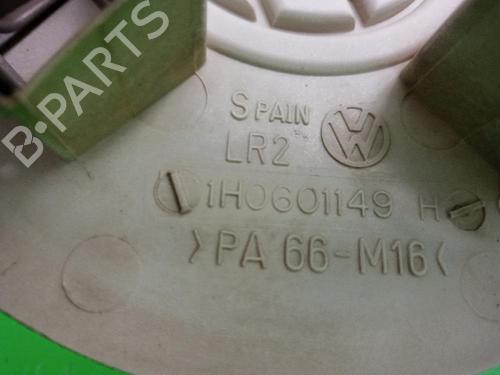 B-PARTS
SPAIN
LR2
1H0601149 H
>PA 66-M16<